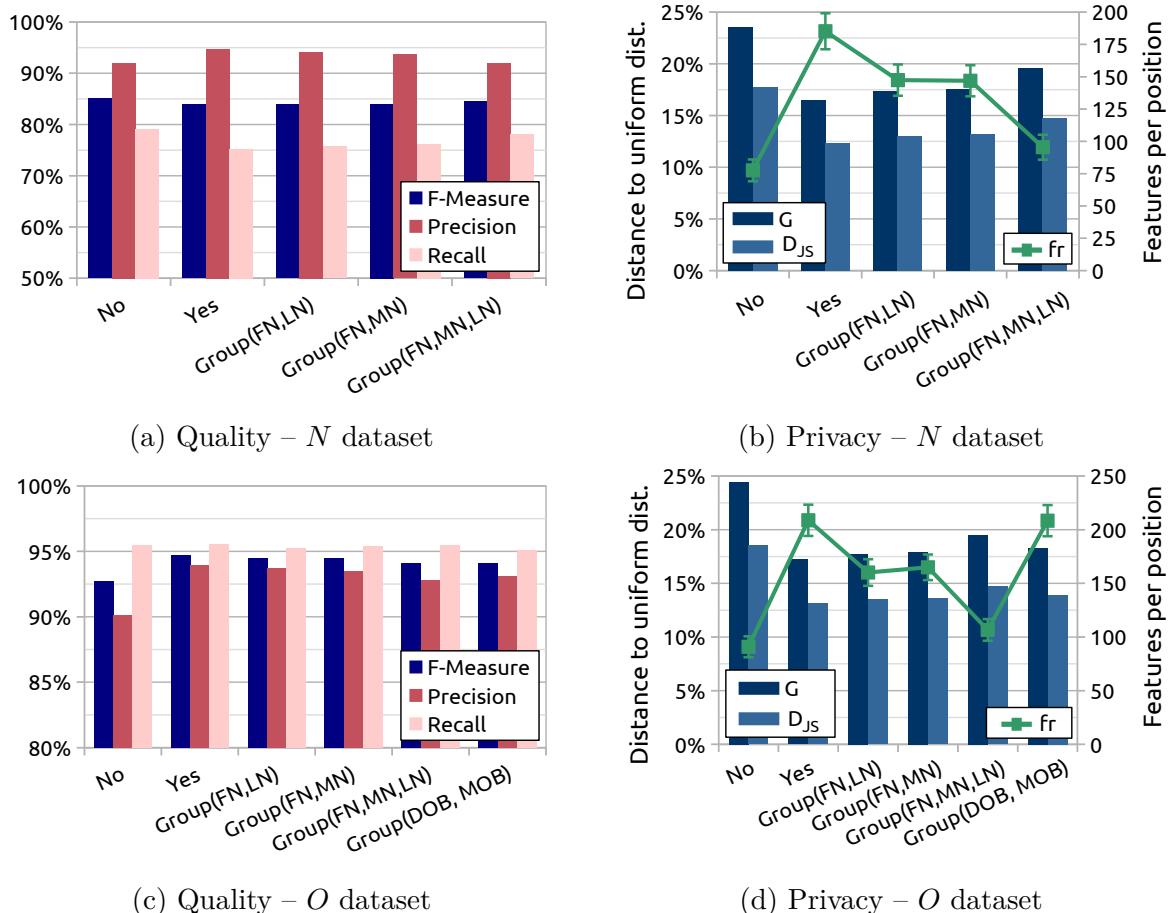 100%
90%
80%
70%
60%
50%
F-Measure
Precision
Recall
No
Yes
Group(FN,LN)
Group(FN,MN)
Group(FN,MN,LN)
(a) Quality – N dataset
Distance to uniform dist.
25%
20%
15%
10%
5%
0%
G
DJS
fr
200
175
150
125
100
75
50
25
0
Features per position
No
Yes
Group(FN,LN)
Group(FN,MN)
Group(FN,MN,LN)
(b) Privacy – N dataset
100%
95%
90%
85%
80%
F-Measure
Precision
Recall
No
Yes
Group(FN,LN)
Group(FN,MN)
Group(FN,MN,LN)
Group(DOB, MOB)
(c) Quality – O dataset
Distance to uniform dist.
25%
20%
15%
10%
5%
0%
G
DJS
fr
250
200
150
100
50
0
Features per position
No
Yes
Group(FN,LN)
Group(FN,MN)
Group(FN,MN,LN)
Group(DOB, MOB)
(d) Privacy – O dataset